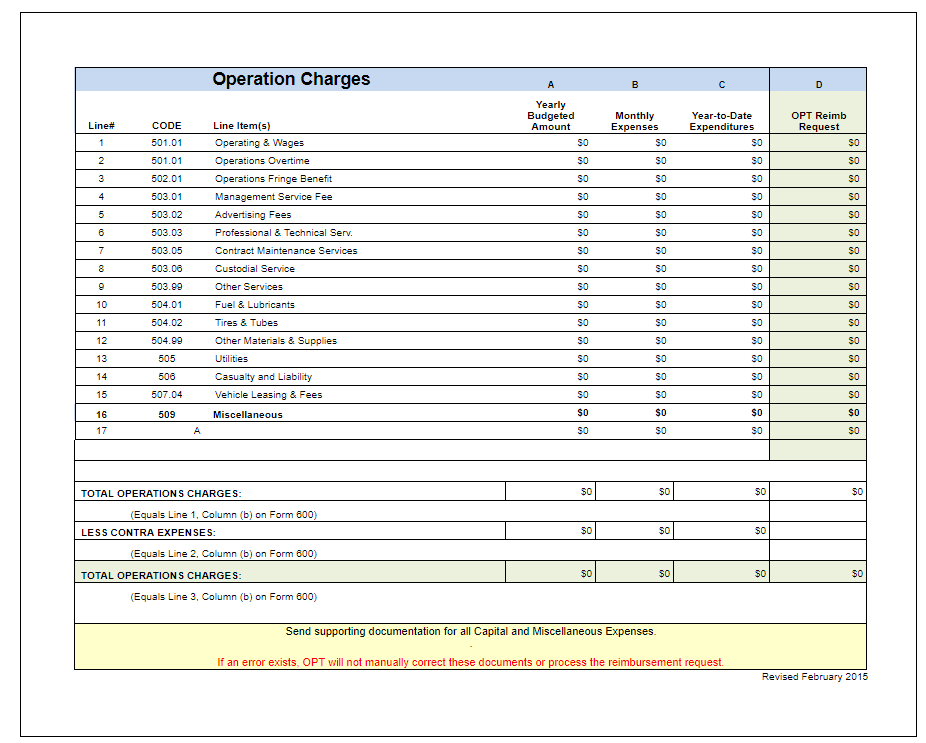 Operation Charges A B C D
Line# CODE Line Item(s) Yearly Budgeted Amount Monthly Expenses Year-to-Date Expenditures OPT Reimb Request
1 501.01 Operating & Wages $0 $0 $0 $0
2 501.01 Operations Overtime $0 $0 $0 $0
3 502.01 Operations Fringe Benefit $0 $0 $0 $0
4 503.01 Management Service Fee $0 $0 $0 $0
5 503.02 Advertising Fees $0 $0 $0 $0
6 503.03 Professional & Technical Serv. $0 $0 $0 $0
7 503.05 Contract Maintenance Services $0 $0 $0 $0
8 503.06 Custodial Service $0 $0 $0 $0
9 503.99 Other Services $0 $0 $0 $0
10 504.01 Fuel & Lubricants $0 $0 $0 $0
11 504.02 Tires & Tubes $0 $0 $0 $0
12 504.99 Other Materials & Supplies $0 $0 $0 $0
13 505 Utilities $0 $0 $0 $0
14 506 Casualty and Liability $0 $0 $0 $0
15 507.04 Vehicle Leasing & Fees $0 $0 $0 $0
16 509 Miscellaneous $0 $0 $0 $0
17 A $0 $0 $0 $0
TOTAL OPERATIONS CHARGES: $0 $0 $0 $0
(Equals Line 1, Column (b) on Form 600)
LESS CONTRA EXPENSES: $0 $0 $0
(Equals Line 2, Column (b) on Form 600)
TOTAL OPERATIONS CHARGES: $0 $0 $0 $0
(Equals Line 3, Column (b) on Form 600)
Send supporting documentation for all Capital and Miscellaneous Expenses.
.
If an error exists, OPT will not manually correct these documents or process the reimbursement request.
Revised February 2015